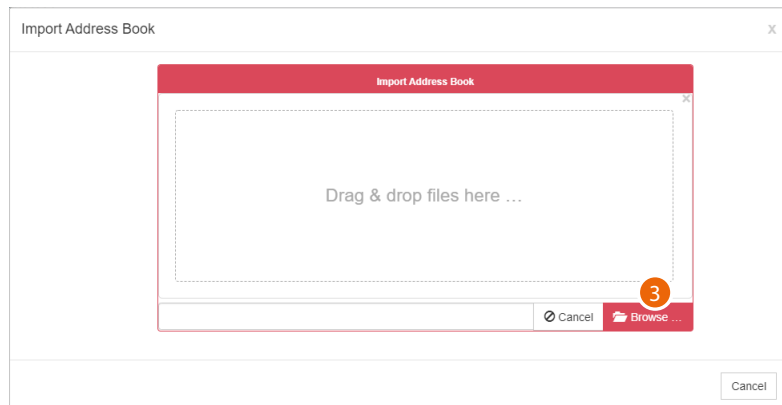 Import Address Book
x
Import Address Book
x
Drag & drop files here …
3
Cancel
Browse …
Cancel